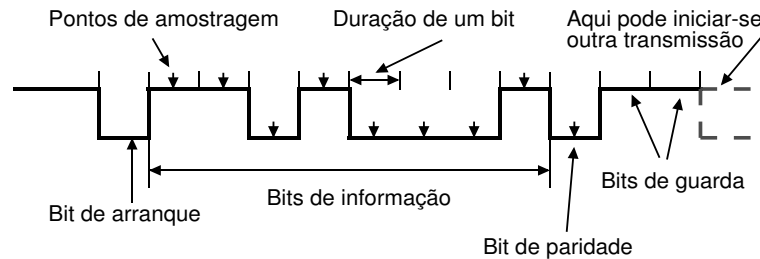 Pontos de amostragem
Duração de um bit
Aqui pode iniciar-se
outra transmissão
Bits de informação
Bits de guarda
Bit de arranque
Bit de paridade